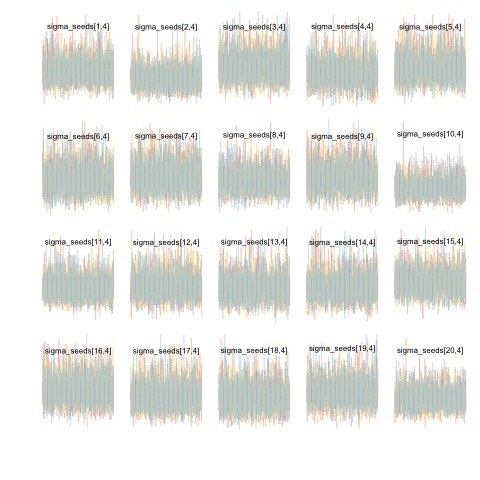 sigma_seeds[1,4]
sigma_seeds[2,4]
sigma_seeds[3,4]
sigma_seeds[4,4]
sigma_seeds[5,4]
sigma_seeds[6,4]
sigma_seeds[7,4]
sigma_seeds[8,4]
sigma_seeds[9,4]
sigma_seeds[10,4]
sigma_seeds[11,4]
sigma_seeds[12,4]
sigma_seeds[13,4]
sigma_seeds[14,4]
sigma_seeds[15,4]
sigma_seeds[16,4]
sigma_seeds[17,4]
sigma_seeds[18,4]
sigma_seeds[19,4]
sigma_seeds[20,4]